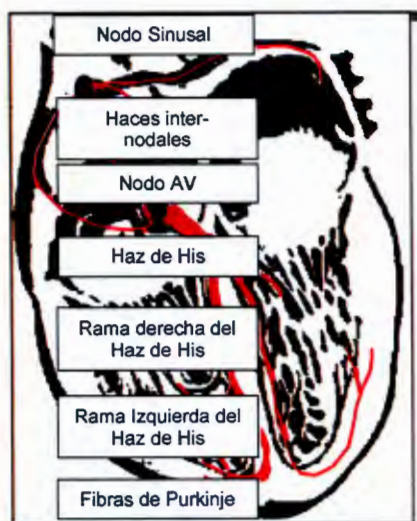 Nodo Sinusal
Haces inter-
nodales
Nodo AV
Haz de His
Rama derecha del
Haz de His
Rama Izquierda del
Haz de His
Fibras de Purkinje